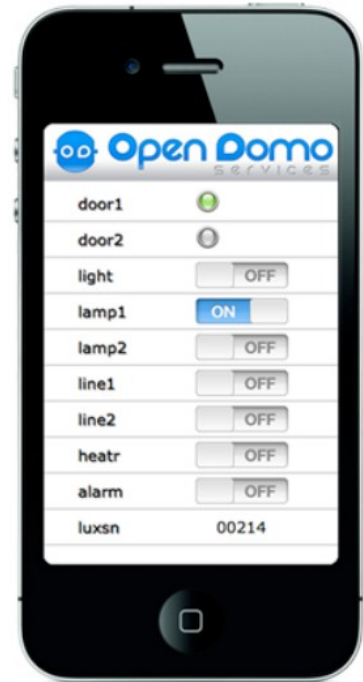 OD Open Domo
services
door1
door2
light OFF
lamp1 ON
lamp2 OFF
line1 OFF
line2 OFF
heatr OFF
alarm OFF
luxsn 00214